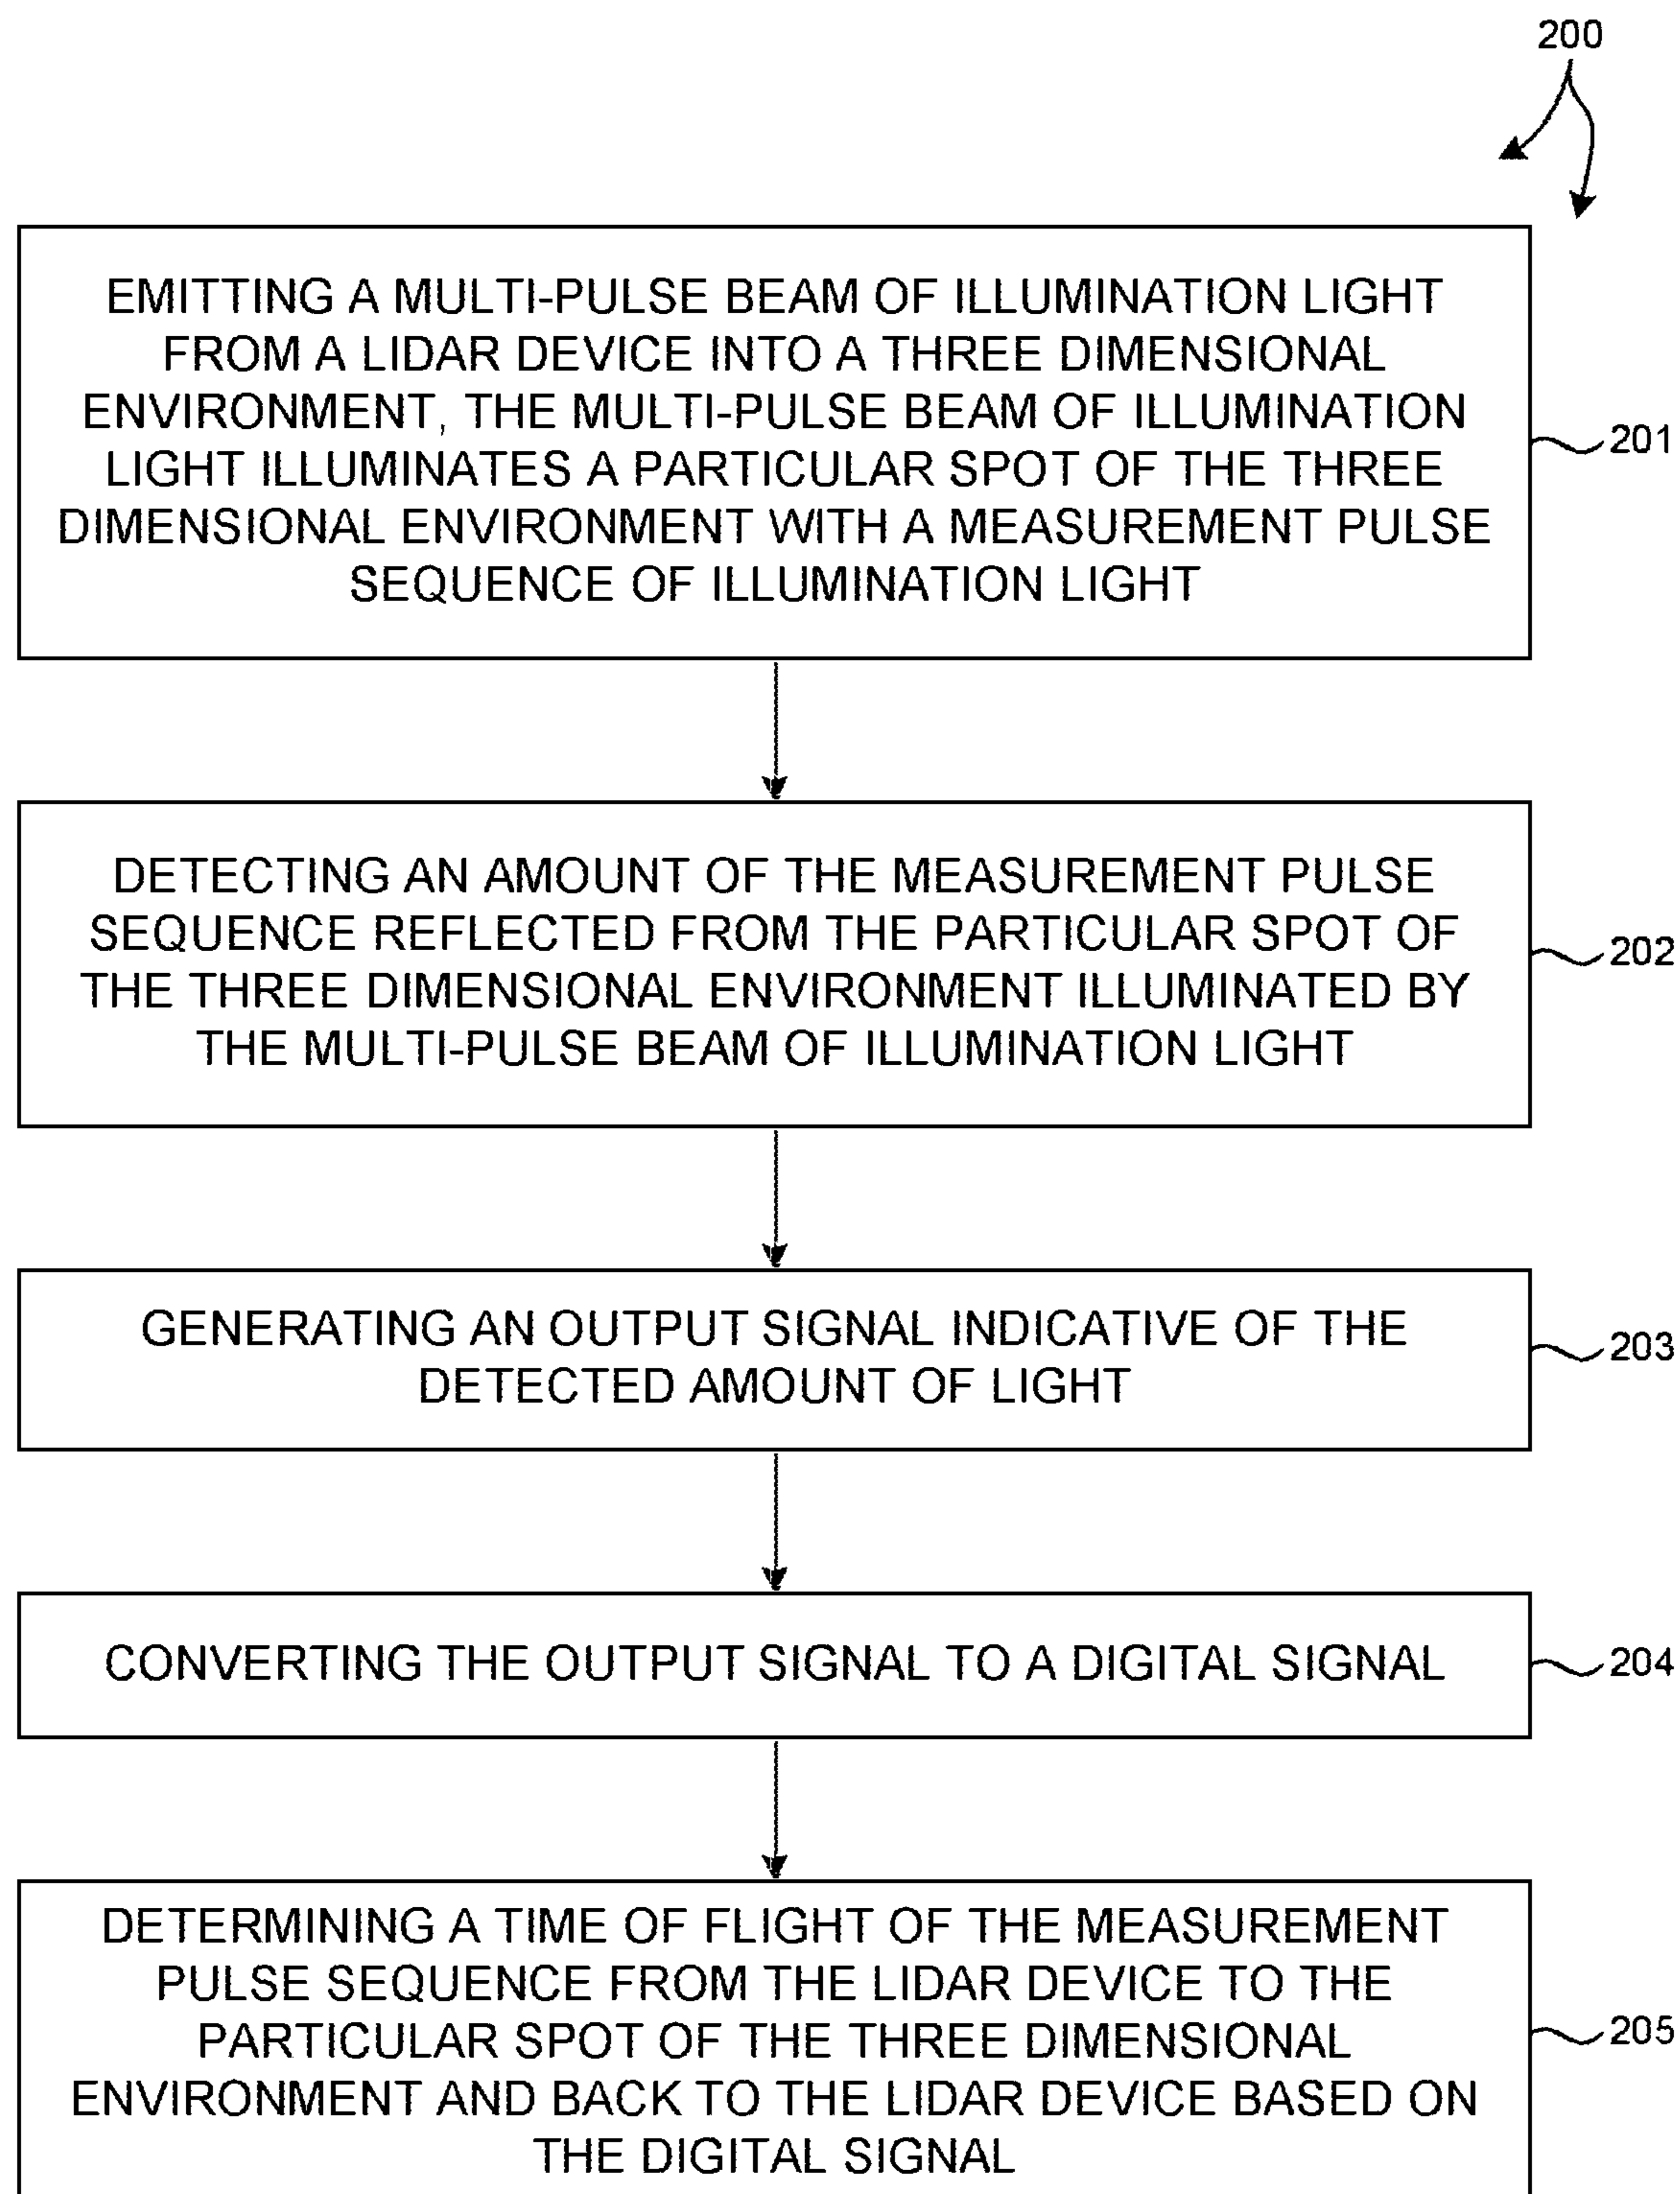 200
EMITTING A MULTI-PULSE BEAM OF ILLUMINATION LIGHT
FROM A LIDAR DEVICE INTO A THREE DIMENSIONAL
ENVIRONMENT, THE MULTI-PULSE BEAM OF ILLUMINATION
LIGHT ILLUMINATES A PARTICULAR SPOT OF THE THREE
DIMENSIONAL ENVIRONMENT WITH A MEASUREMENT PULSE
SEQUENCE OF ILLUMINATION LIGHT
201
DETECTING AN AMOUNT OF THE MEASUREMENT PULSE
SEQUENCE REFLECTED FROM THE PARTICULAR SPOT OF
THE THREE DIMENSIONAL ENVIRONMENT ILLUMINATED BY
THE MULTI-PULSE BEAM OF ILLUMINATION LIGHT
202
GENERATING AN OUTPUT SIGNAL INDICATIVE OF THE
DETECTED AMOUNT OF LIGHT
203
CONVERTING THE OUTPUT SIGNAL TO A DIGITAL SIGNAL
204
DETERMINING A TIME OF FLIGHT OF THE MEASUREMENT
PULSE SEQUENCE FROM THE LIDAR DEVICE TO THE
PARTICULAR SPOT OF THE THREE DIMENSIONAL
ENVIRONMENT AND BACK TO THE LIDAR DEVICE BASED ON
THE DIGITAL SIGNAL
205